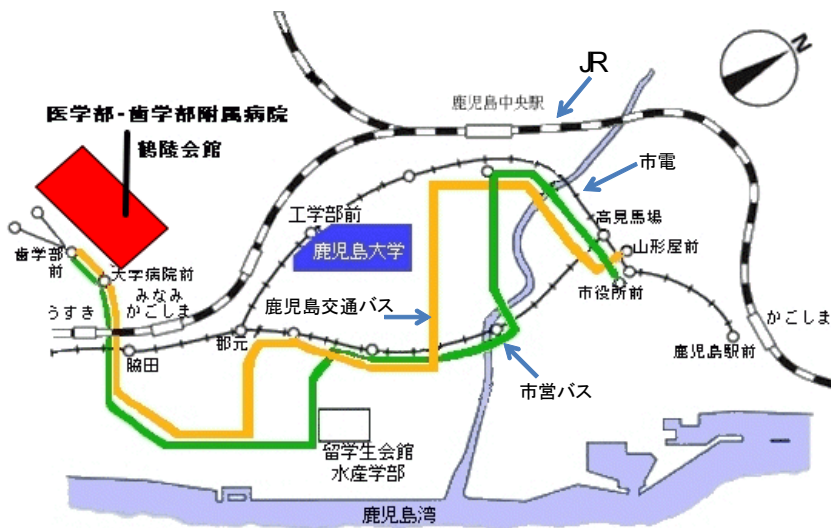 N
JR
鹿児島中央駅
医学部-歯学部附属病院
鶴陵会館
市電
高見馬場
工学部前
山形屋前
鹿児島大学
歯学部
前
大学病院前
市役所前
みなみ
かごしま
鹿児島交通バス
うすき
かごしま
郡元
脇田
鹿児島駅前
市営バス
留学生会館
水産学部
鹿児島湾